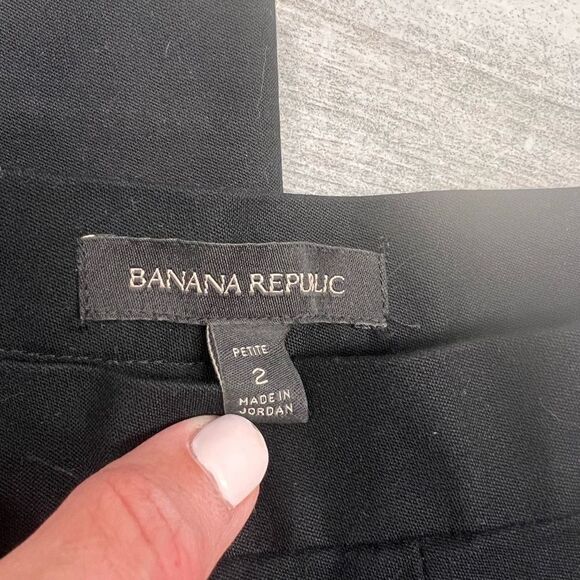 BANANA REPUBLIC
PETITE
2
MADE IN
JORDAN